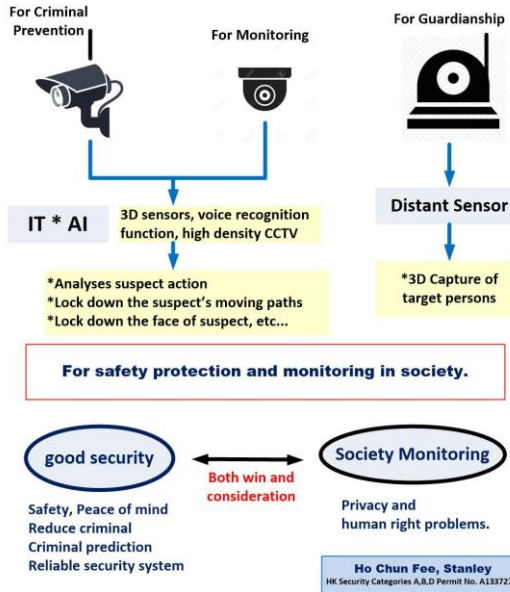 For Criminal
Prevention
For Monitoring
For Guardianship
IT * AI
3D sensors, voice recognition
function, high density CCTV
Distant Sensor
*Analyses suspect action
*Lock down the suspect's moving paths
*Lock down the face of suspect, etc...
*3D Capture of
target persons
For safety protection and monitoring in society.
good security
Both win and
consideration
Society Monitoring
Safety, Peace of mind
Reduce criminal
Criminal prediction
Reliable security system
Privacy and
human right problems.
Ho Chun Fee, Stanley
HK Security Categories A,B,D Permit No.